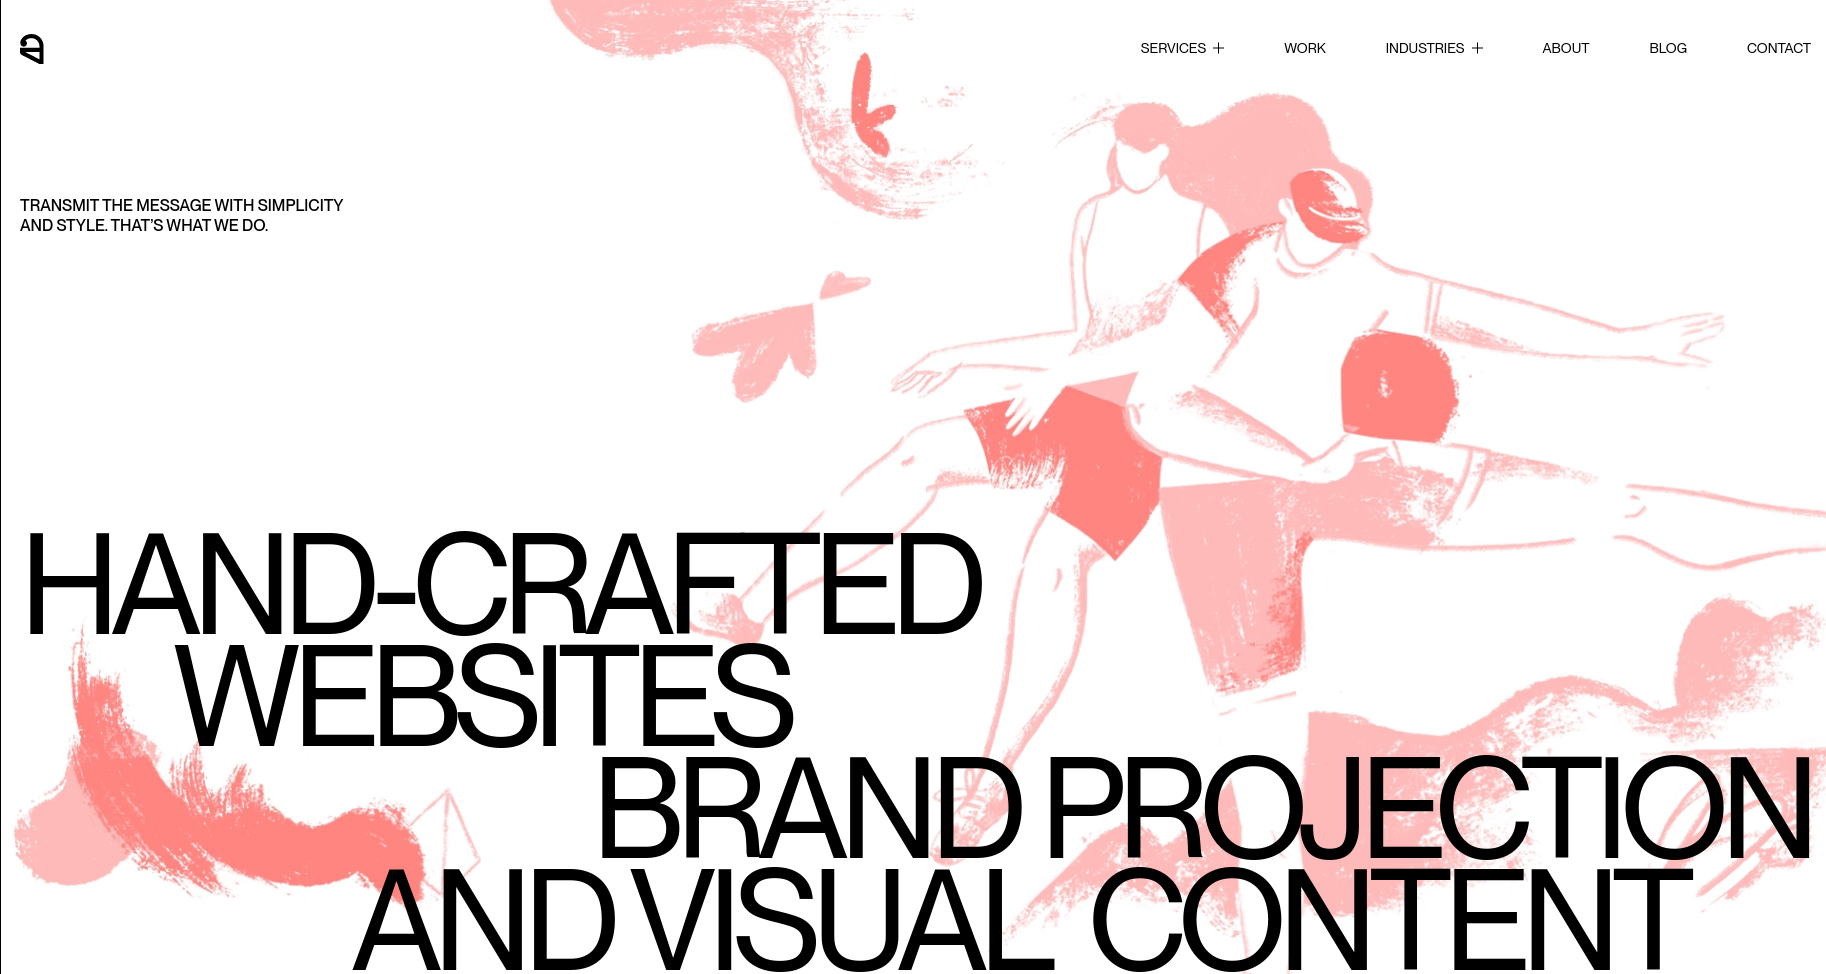 SERVICES + WORK INDUSTRIES + ABOUT BLOG CONTACT
TRANSMIT THE MESSAGE WITH SIMPLICITY
AND STYLE. THAT’S WHAT WE DO.
HAND-CRAFTED
WEBSITES
BRAND PROJECTION
AND VISUAL CONTENT